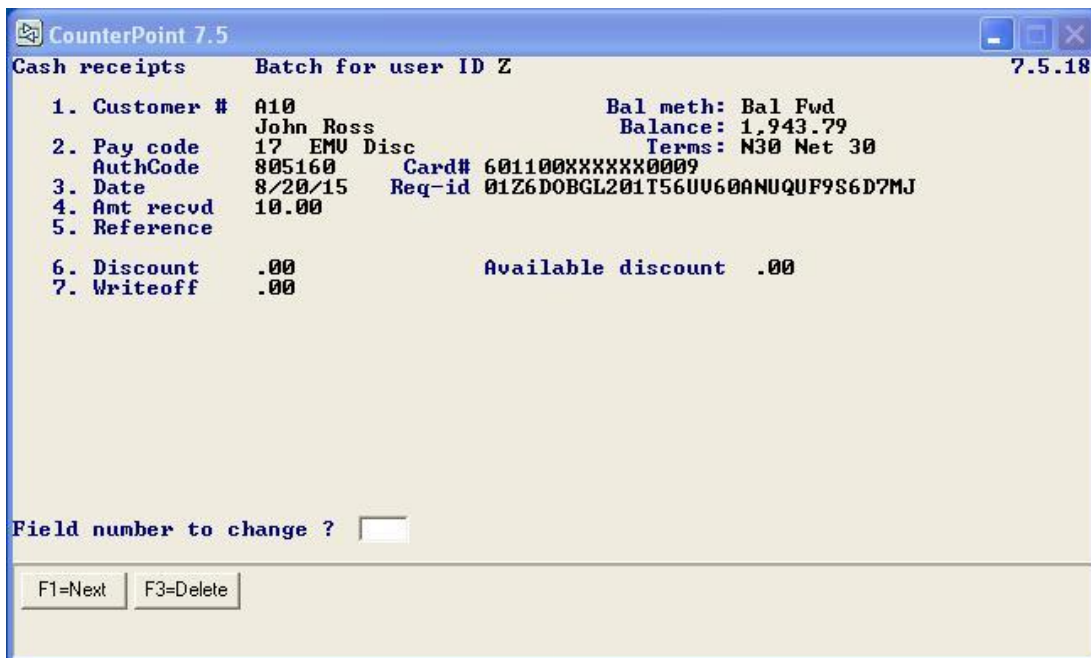 CounterPoint 7.5
Cash receipts Batch for user ID Z 7.5.18
1. Customer # A10 Bal meth: Bal Fwd
John Ross Balance: 1,943.79
2. Pay code 17 EMV Disc Terms: N30 Net 30
AuthCode 805160 Card# 601100XXXXXX0009
3. Date 8/20/15 Req-id 01Z6DOBGL201T56UV60ANUQUF9S6D7MJ
4. Amt recvd 10.00
5. Reference
6. Discount .00 Available discount .00
7. Writeoff .00
Field number to change ?
F1=Next F3=Delete